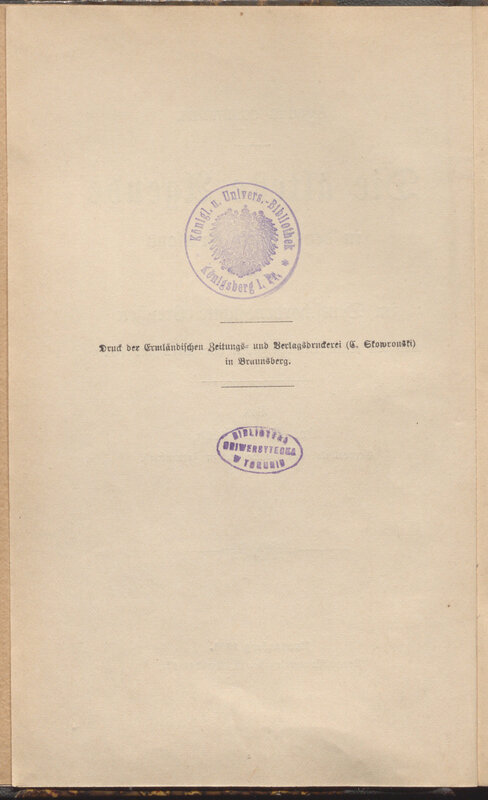 Königl. u. Univers.-Bibliothek
* Königsberg i. Pr. *
Druck der Ermländischen Zeitungs- und Verlagsdruckerei (C. Skowronski)
in Braunsberg.
BIBLIOTEKA
UNIWERSYTECKA
W TORUNIU